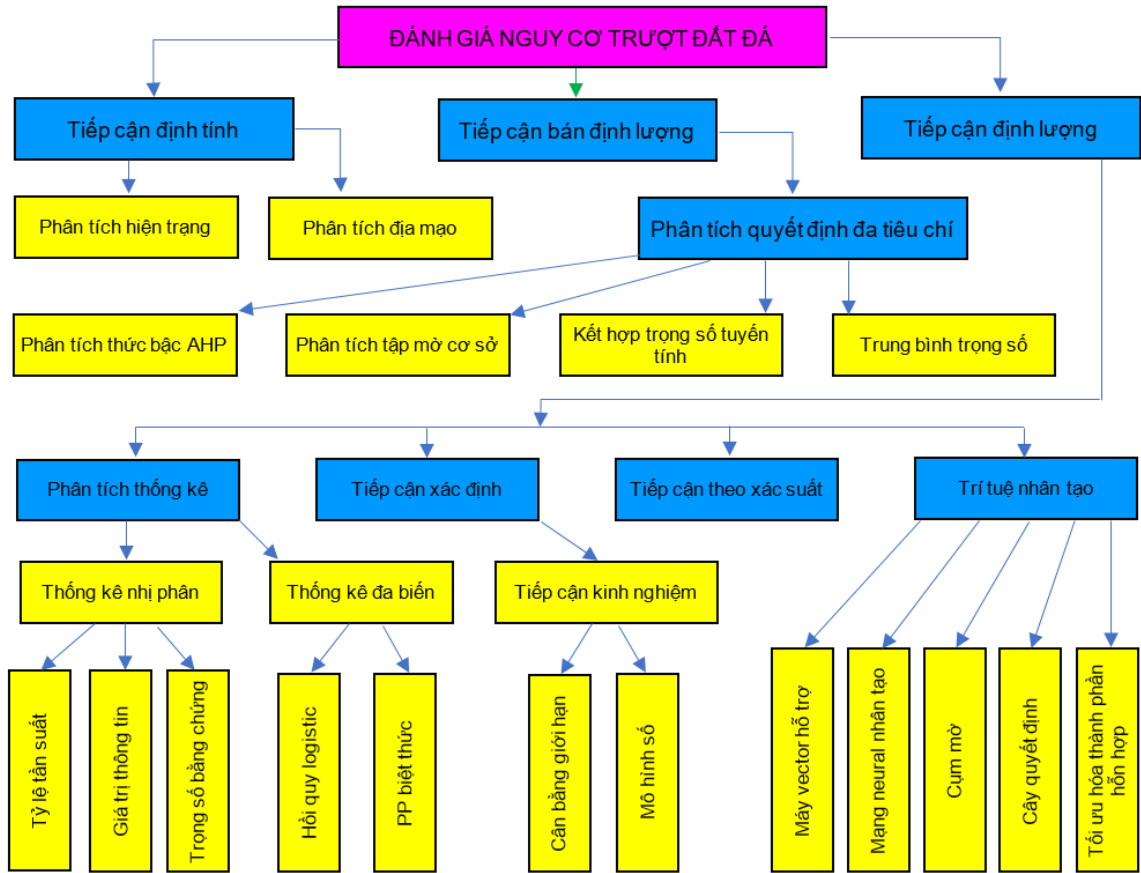 ĐÁNH GIÁ NGUY CƠ TRƯỢT ĐẤT ĐÁ
Tiếp cận định tính
Tiếp cận bán định lượng
Tiếp cận định lượng
Phân tích hiện trạng
Phân tích địa mạo
Phân tích quyết định đa tiêu chí
Phân tích thức bậc AHP
Phân tích tập mờ cơ sở
Kết hợp trọng số tuyến
tính
Trung bình trọng số
Phân tích thống kê
Tiếp cận xác định
Tiếp cận theo xác suất
Trí tuệ nhân tạo
Thống kê nhị phân
Thống kê đa biến
Tiếp cận kinh nghiệm
Tỷ lệ tần suất
Giá trị thông tin
Trọng số bằng chứng
Hồi quy logistic
PP biệt thức
Cân bằng giới hạn
Mô hình số
Máy vector hỗ trợ
Mạng neural nhân tạo
Cụm mờ
Cây quyết định
Tối ưu hóa thành phần
hỗn hợp